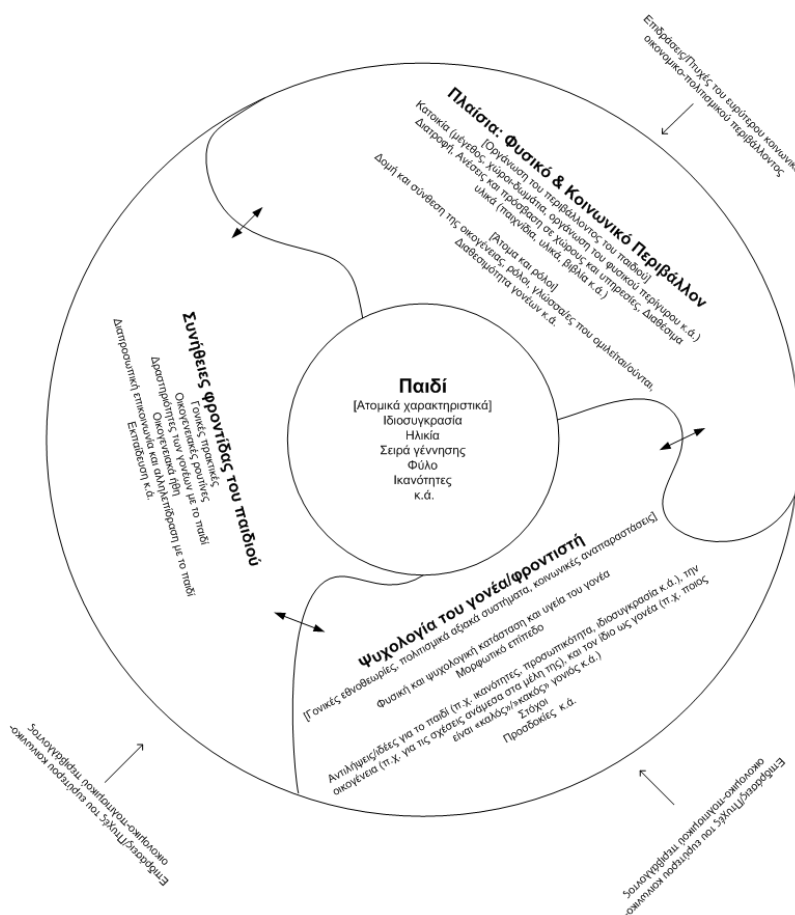 Επιδράσεις/Πτυχές του ευρύτερου κοινωνικο-
οικονομικο-πολιτισμικού περιβάλλοντος
Πλαίσια: Φυσικό & Κοινωνικό Περιβάλλον
[Οργάνωση του περιβάλλοντος του παιδιού]
Κατοικία (μέγεθος, χώροι-δωμάτια, οργάνωση του φυσικού περίγυρου κ.ά.)
Διατροφή, Ανέσεις και πρόσβαση σε χώρους και υπηρεσίες, Διαθέσιμα
υλικά (παιχνίδια, υλικά, βιβλία κ.ά.)
[Άτομα και ρόλοι]
Δομή και σύνθεση της οικογένειας, ρόλοι, γλώσσα/ες που ομιλείται/ούνται,
Διαθεσιμότητα γονέων κ.ά.
Παιδί
[Ατομικά χαρακτηριστικά]
Ιδιοσυγκρασία
Ηλικία
Σειρά γέννησης
Φύλο
Ικανότητες
κ.ά.
Συνήθειες φροντίδας του παιδιού
Γονικές πρακτικές
Οικογενειακές ρουτίνες
Δραστηριότητες των γονέων με το παιδί
Οικογενειακά ήθη
Διαπροσωπική επικοινωνία και αλληλεπίδραση με το παιδί
Εκπαίδευση κ.ά.
Ψυχολογία του γονέα/φροντιστή
[Γονικές εθνοθεωρίες, πολιτισμικά αξιακά συστήματα, κοινωνικές αναπαραστάσεις]
Φυσική και ψυχολογική κατάσταση και υγεία του γονέα
Μορφωτικό επίπεδο
Αντιλήψεις/ιδέες για το παιδί (π.χ. ικανότητες, προσωπικότητα, ιδιοσυγκρασία κ.ά.), την
οικογένεια (π.χ. για τις σχέσεις ανάμεσα στα μέλη της), και τον ίδιο ως γονέα (π.χ. ποιος
είναι «καλός»/»κακός» γονιός κ.ά.)
Στόχοι
Προσδοκίες κ.ά.
Επιδράσεις/Πτυχές του ευρύτερου κοινωνικο-
οικονομικο-πολιτισμικού περιβάλλοντος
Επιδράσεις/Πτυχές του ευρύτερου κοινωνικο-
οικονομικο-πολιτισμικού περιβάλλοντος